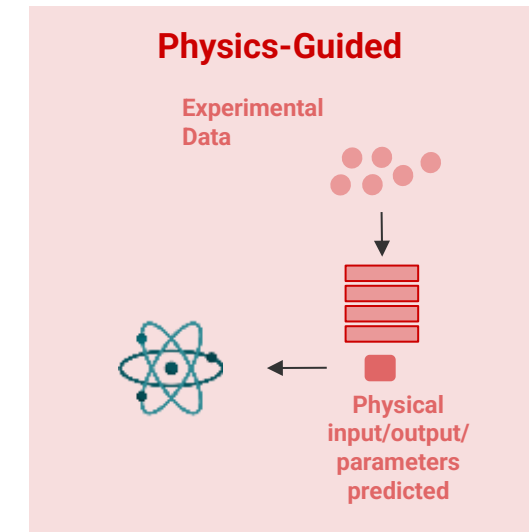 Physics-Guided
Experimental
Data
Physical
input/output/
parameters
predicted